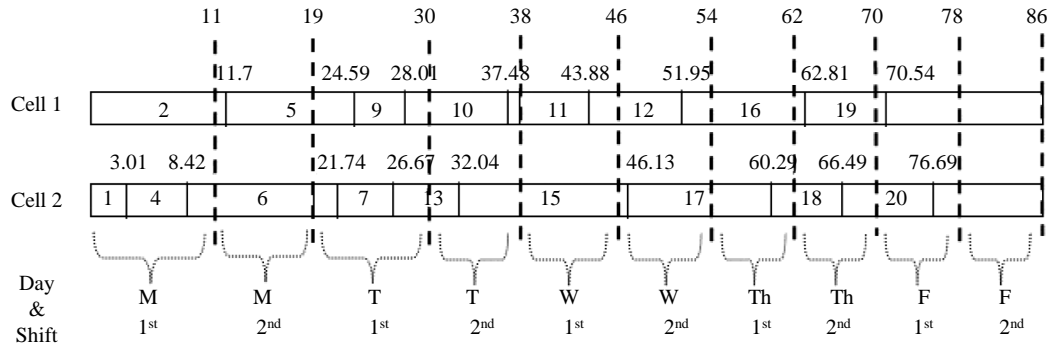 11 19 30 38 46 54 62 70 78 86
11.7 24.59 28.01 37.48 43.88 51.95 62.81 70.54
Cell 1 2 5 9 10 11 12 16 19
3.01 8.42 21.74 26.67 32.04 46.13 60.29 66.49 76.69
Cell 2 1 4 6 7 13 15 17 18 20
Day
& M M T T W W Th Th F F
Shift 1st 2nd 1st 2nd 1st 2nd 1st 2nd 1st 2nd